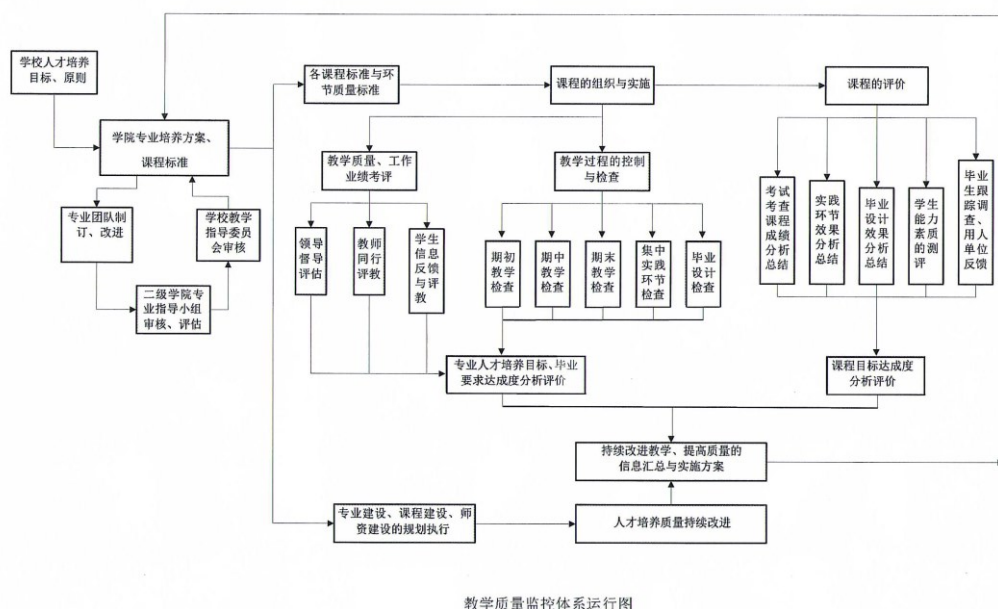 学校人才培养
目标、原则
各课程标准与环
节质量标准
课程的组织与实施
课程的评价
学院专业培养方案、
课程标准
教学质量、工作
业绩考评
教学过程的控制
与检查
考试
考查
课程
成绩
分析
总结
实践
环节
效果
分析
总结
毕业
设计
效果
分析
总结
学生
能力
素质
的测
评
毕业
生跟
踪调
查、
用人
单位
反馈
专业团队制
订、改进
学校教学
指导委员
会审核
领导
督导
评估
教师
同行
评教
学生
信息
反馈
与评
教
期初
教学
检查
期中
教学
检查
期末
教学
检查
集中
实践
环节
检查
毕业
设计
检查
二级学院专
业指导小组
审核、评估
专业人才培养目标、毕业
要求达成度分析评价
课程目标达成度
分析评价
持续改进教学、提高质量的
信息汇总与实施方案
专业建设、课程建设、师
资建设的规划执行
人才培养质量持续改进
教学质量监控体系运行图